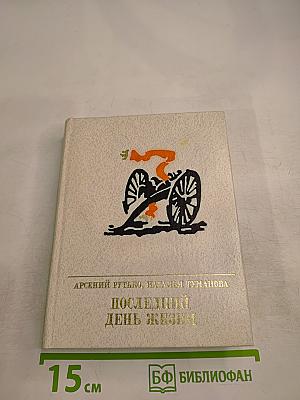 АРСЕНИЙ РУТЬКО, НАТАЛЬЯ ТУМАНОВА
ПОСЛЕДНИЙ
ДЕНЬ ЖИЗНИ
15 см
БФ БИБЛИОФАН